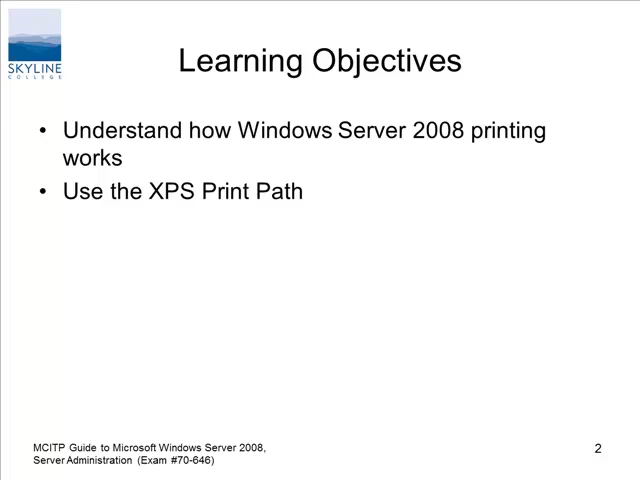 SKYLINE
COLLEGE
Learning Objectives
• Understand how Windows Server 2008 printing
works
• Use the XPS Print Path
MCITP Guide to Microsoft Windows Server 2008,
Server Administration (Exam #70-646)
2